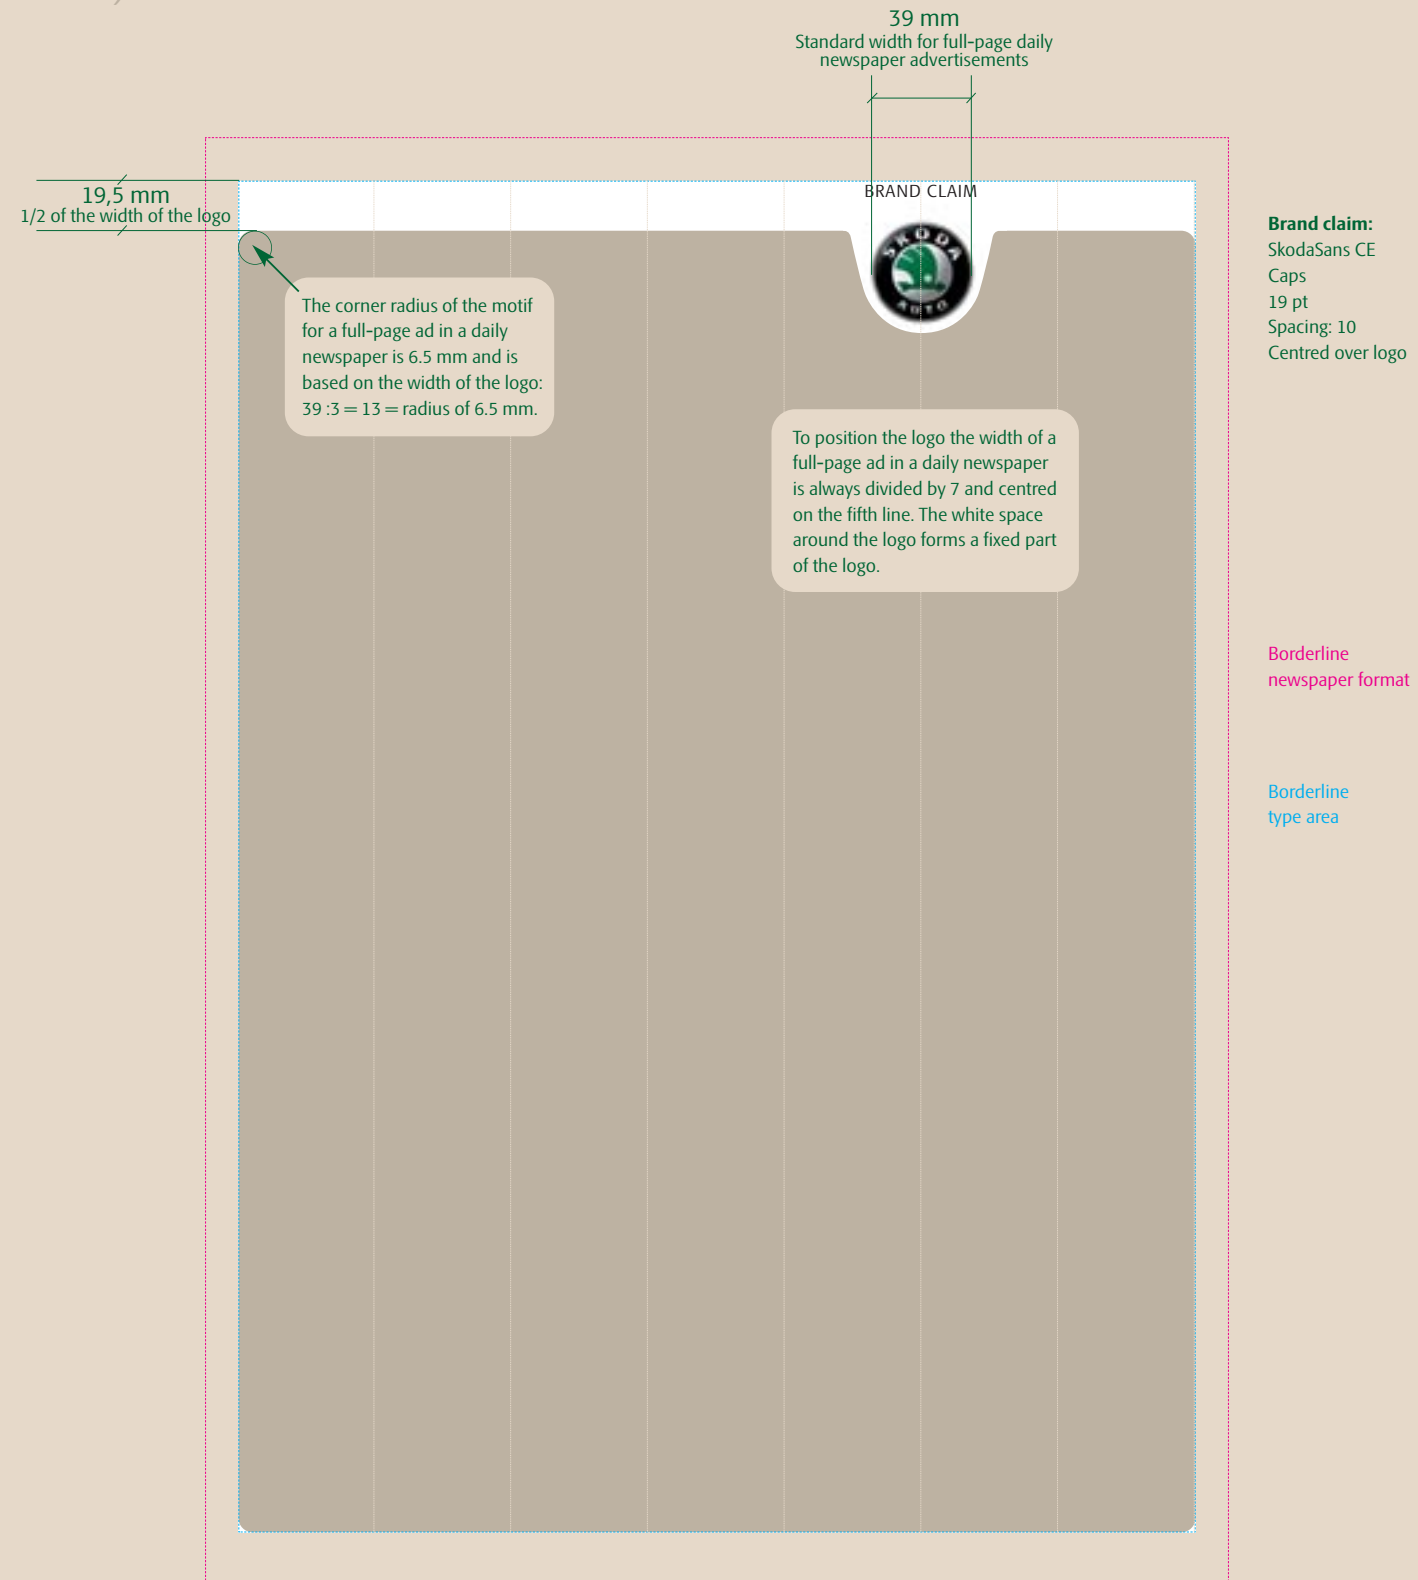 39 mm
Standard width for full-page daily
newspaper advertisements
19,5 mm
1/2 of the width of the logo
BRAND CLAIM
ŠKODA
AUTO
Brand claim:
SkodaSans CE
Caps
19 pt
Spacing: 10
Centred over logo
The corner radius of the motif
for a full-page ad in a daily
newspaper is 6.5 mm and is
based on the width of the logo:
39 :3 = 13 = radius of 6.5 mm.
To position the logo the width of a
full-page ad in a daily newspaper
is always divided by 7 and centred
on the fifth line. The white space
around the logo forms a fixed part
of the logo.
Borderline
newspaper format
Borderline
type area